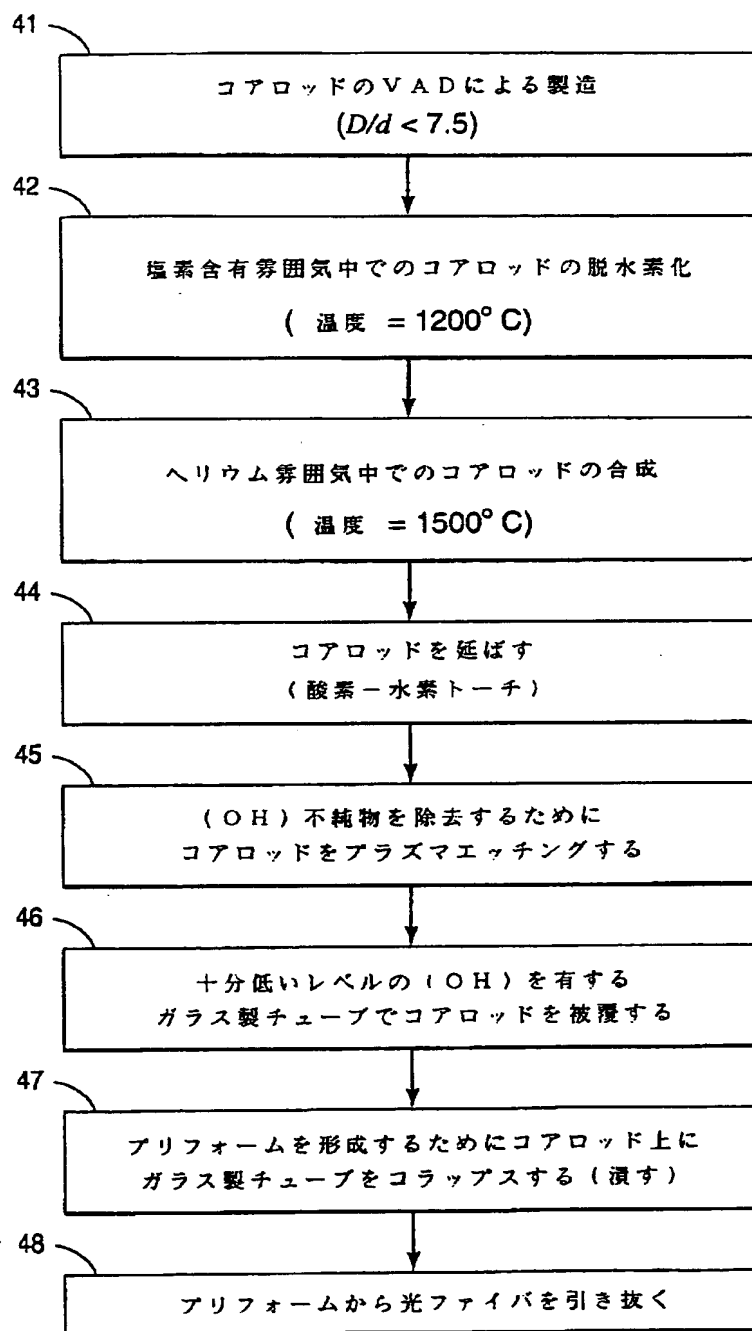 41
コアロッドのVADによる製造
(D/d < 7.5)
42
塩素含有雰囲気中でのコアロッドの脱水素化
( 温度 = 1200° C)
43
ヘリウム雰囲気中でのコアロッドの合成
( 温度 = 1500° C)
44
コアロッドを延ばす
(酸素－水素トーチ)
45
(OH)不純物を除去するために
コアロッドをプラズマエッチングする
46
十分低いレベルの(OH)を有する
ガラス製チューブでコアロッドを被覆する
47
プリフォームを形成するためにコアロッド上に
ガラス製チューブをコラップスする(潰す)
48
プリフォームから光ファイバを引き抜く